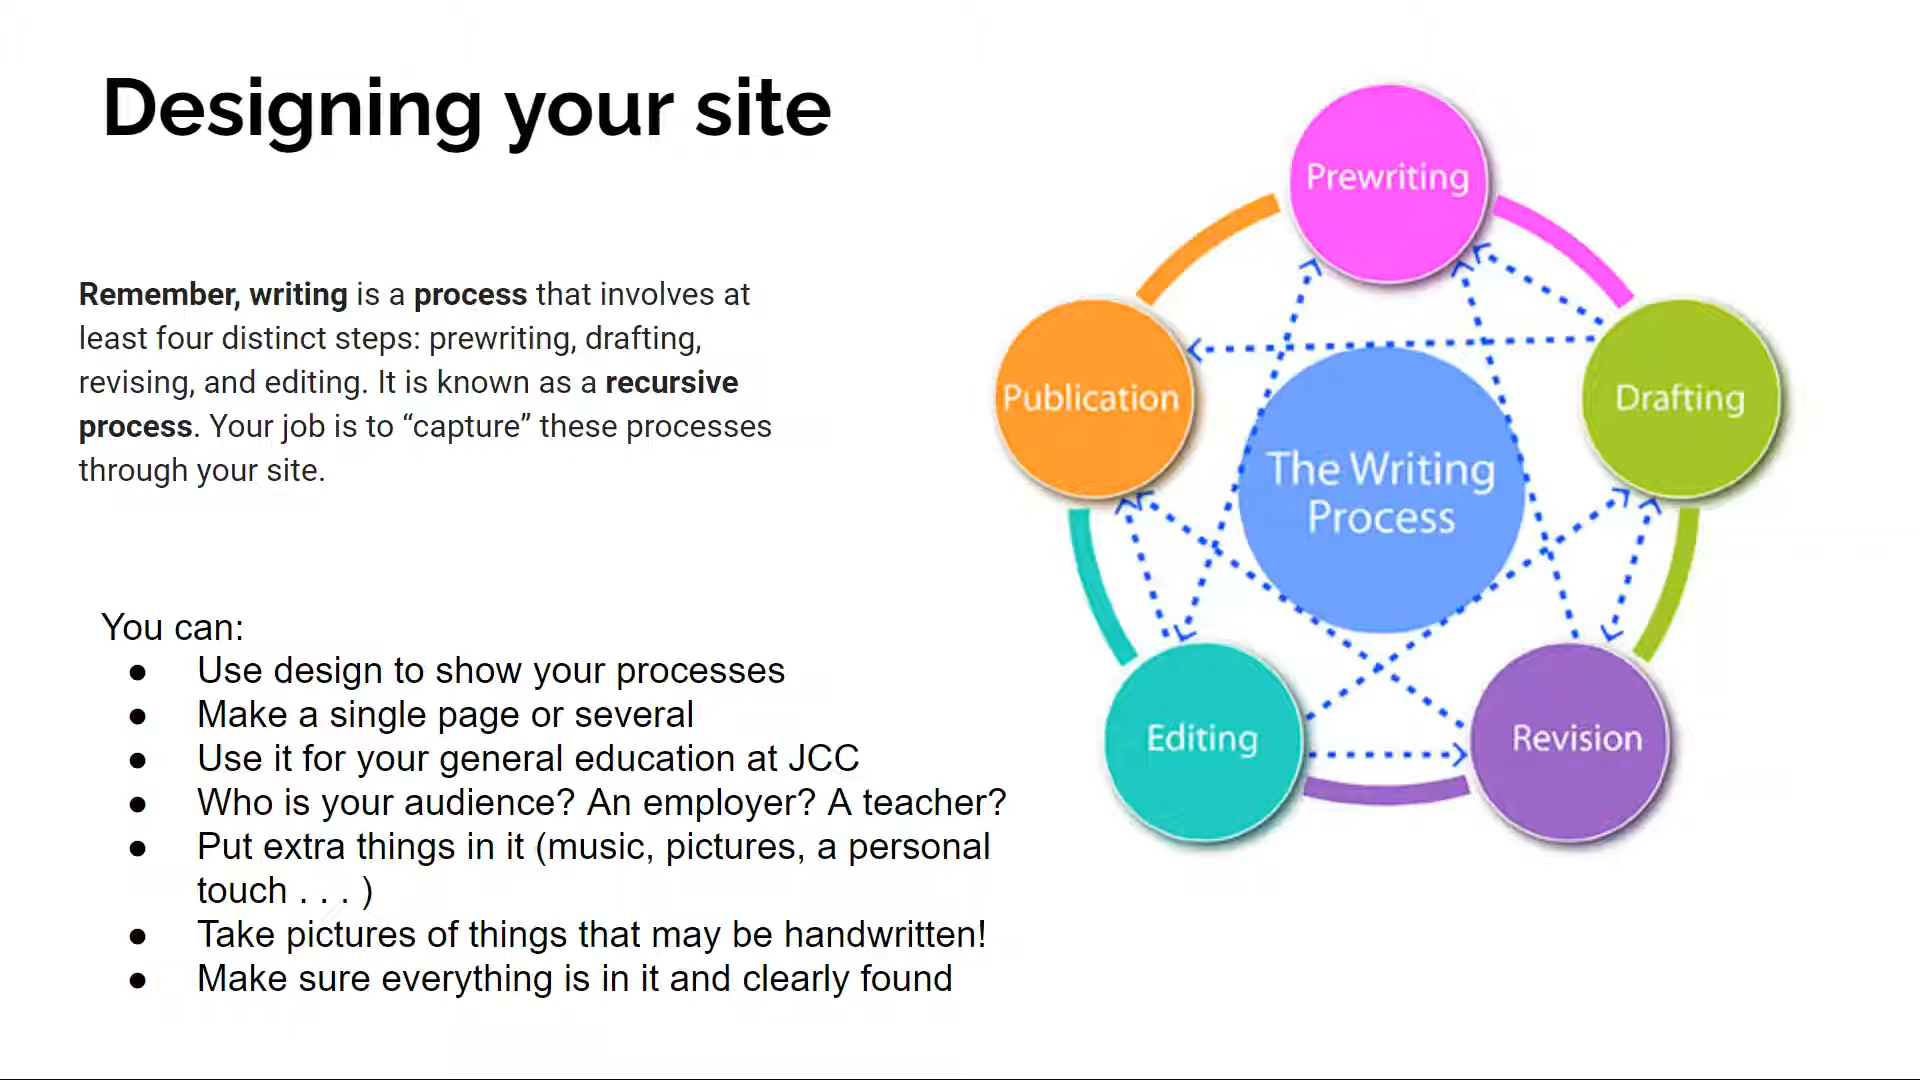 Designing your site
Remember, writing is a process that involves at
least four distinct steps: prewriting, drafting,
revising, and editing. It is known as a recursive
process. Your job is to “capture” these processes
through your site.
You can:
● Use design to show your processes
● Make a single page or several
● Use it for your general education at JCC
● Who is your audience? An employer? A teacher?
● Put extra things in it (music, pictures, a personal
touch . . . )
● Take pictures of things that may be handwritten!
● Make sure everything is in it and clearly found
Prewriting
Publication
Drafting
The Writing
Process
Editing
Revision